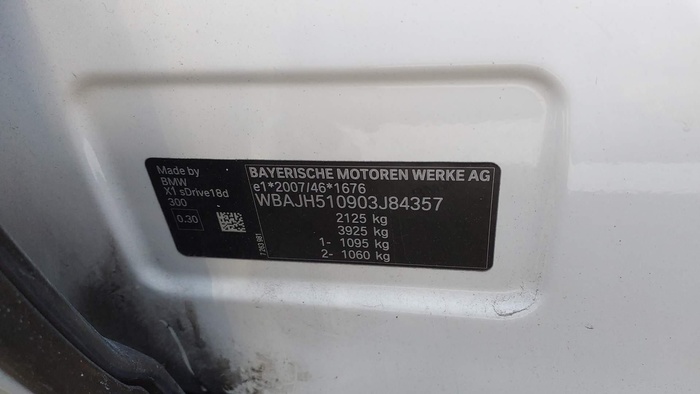 Made by
BMW
X1 sDrive18d
300
0.30
BAYERISCHE MOTOREN WERKE AG
e1*2007/46*1676
WBAJH510903J84357
2125 kg
3925 kg
1- 1095 kg
2- 1060 kg